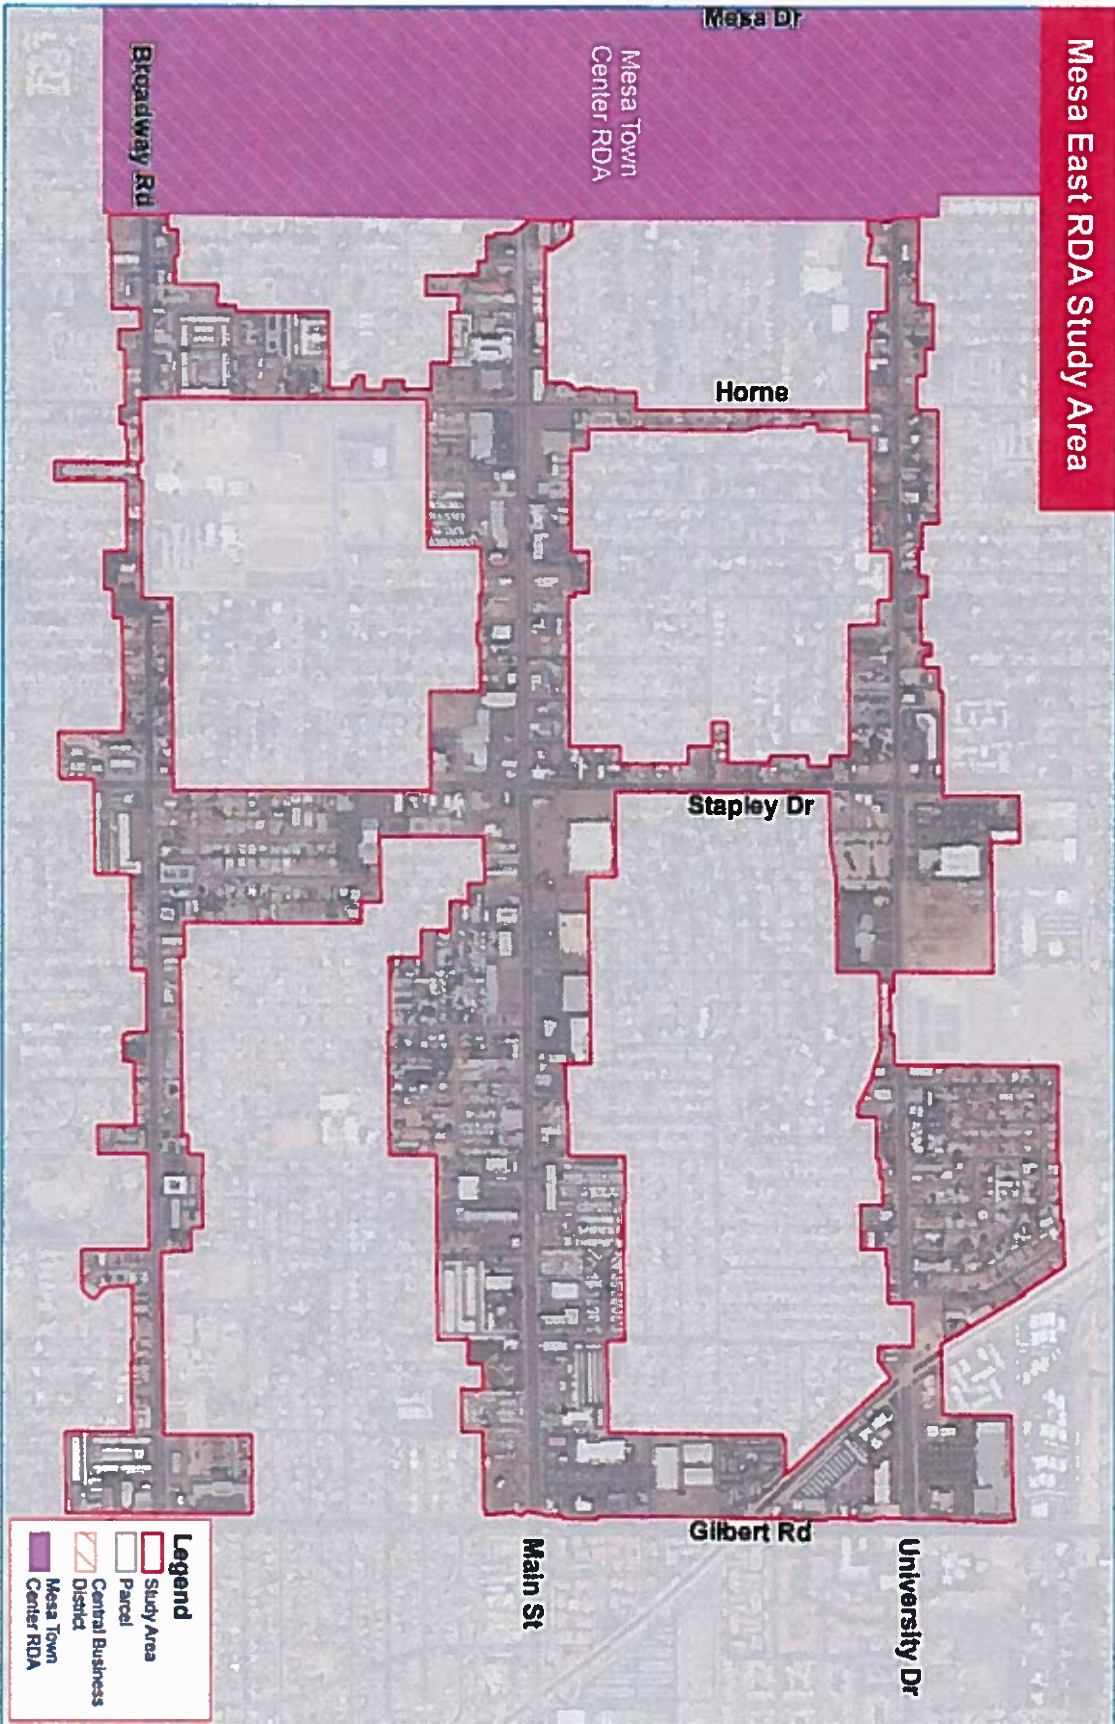 Mesa East RDA Study Area
Mesa Dr
Mesa Town
Center RDA
Broadway Rd
Horne
Stapley Dr
Gilbert Rd
University Dr
Main St
Legend
Study Area
Parcel
Central Business
District
Mesa Town
Center RDA